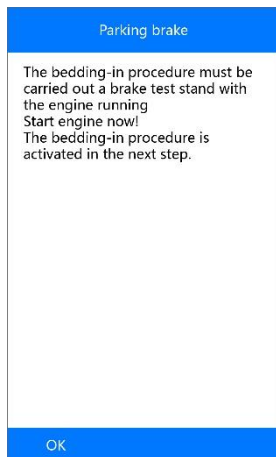 Parking brake
The bedding-in procedure must be
carried out a brake test stand with
the engine running
Start engine now!
The bedding-in procedure is
activated in the next step.
OK